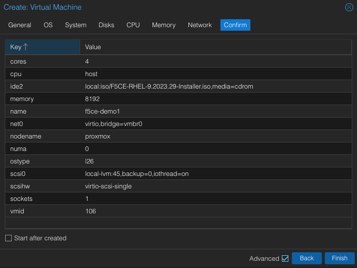 Create: Virtual Machine
General OS System Disks CPU Memory Network Confirm
Key ↑ Value
cores 4
cpu host
ide2 local:iso/F5CE-RHEL-9.2023.29-Installer.iso,media=cdrom
memory 8192
name f5ce-demo1
net0 virtio,bridge=vmbr0
nodename proxmox
numa 0
ostype l26
scsi0 local-lvm:45,backup=0,iothread=on
scsihw virtio-scsi-single
sockets 1
vmid 106
Start after created
Advanced Back Finish